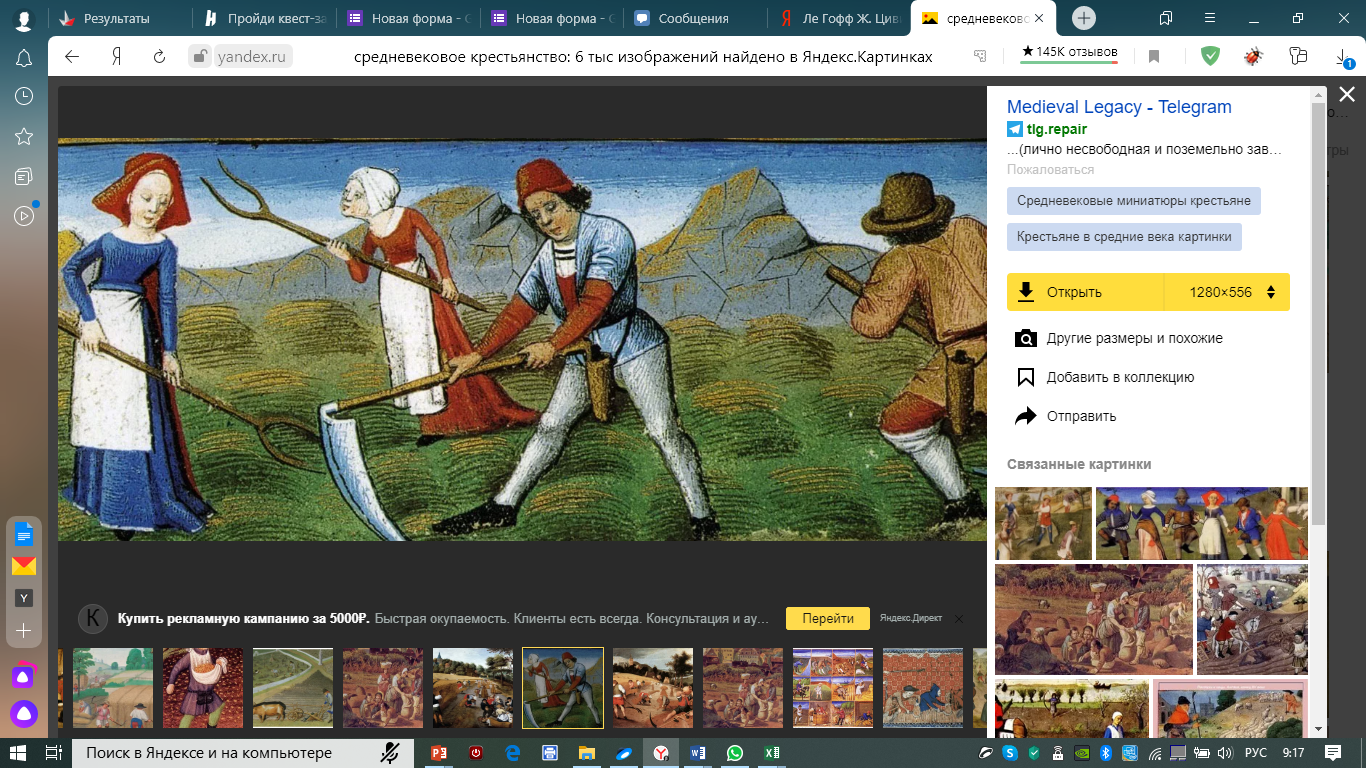 Результаты
Пройди квест-за
Новая форма - G
Новая форма - G
Сообщения
Ле Гофф Ж. Циви
средневеково
Я
yandex.ru
средневековое крестьянство: 6 тыс изображений найдено в Яндекс.Картинках
★ 145K отзывов
1
Medieval Legacy - Telegram
tlg.repair
...(лично несвободная и поземельно зав…
Пожаловаться
Средневековые миниатюры крестьяне
Крестьяне в средние века картинки
Открыть
1280×556
Другие размеры и похожие
Добавить в коллекцию
Отправить
Связанные картинки
К
Купить рекламную кампанию за 5000₽. Быстрая окупаемость. Клиенты есть всегда. Консультация и ау…
Перейти
Яндекс.Директ
Y
Поиск в Яндексе и на компьютере
РУС
9:17